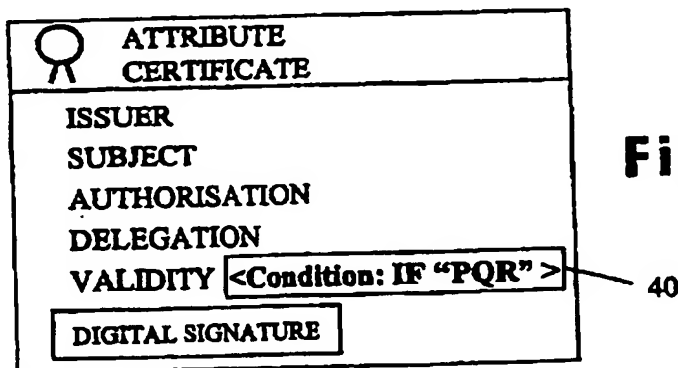 ATTRIBUTE
CERTIFICATE
ISSUER
SUBJECT
AUTHORISATION
DELEGATION
VALIDITY <Condition: IF "PQR" >
40
DIGITAL SIGNATURE
Fi